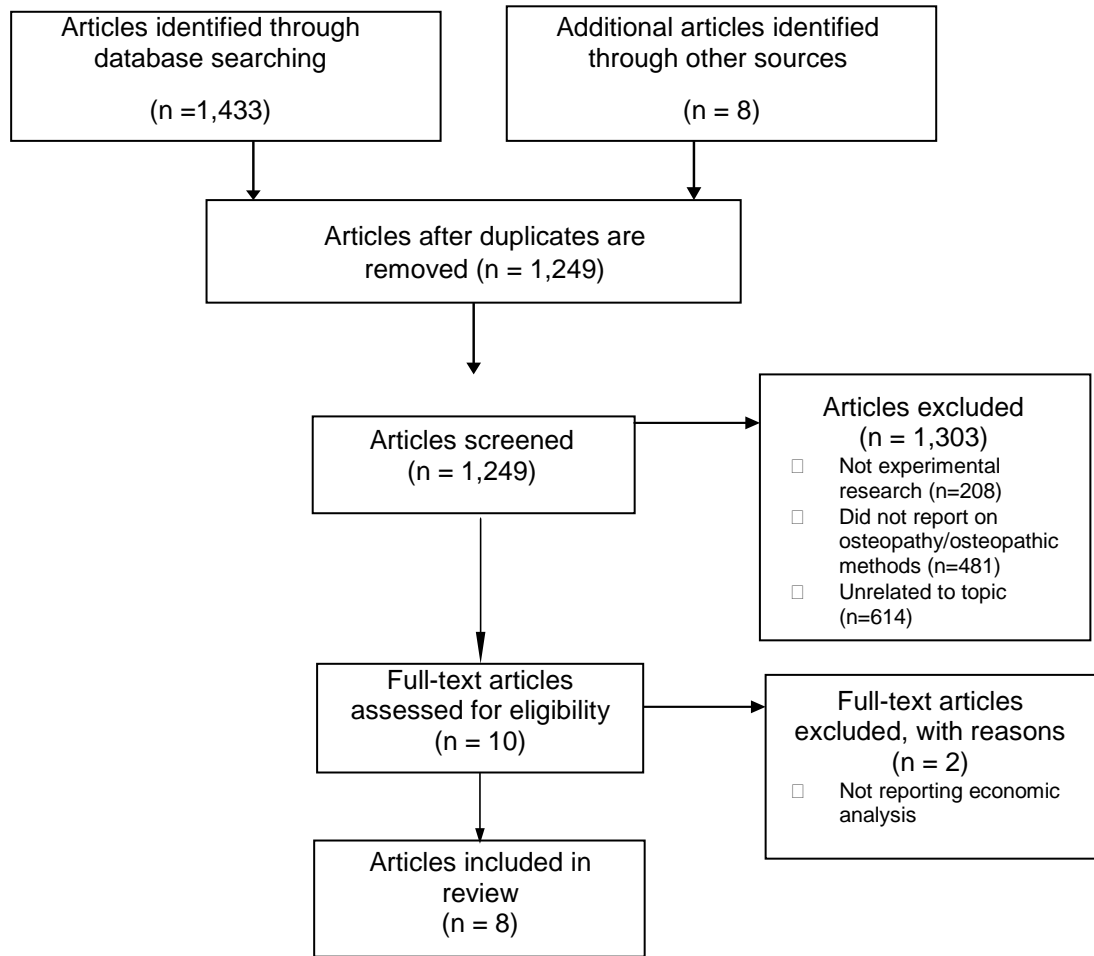 Articles identified through
database searching
(n =1,433)
Additional articles identified
through other sources
(n = 8)
Articles after duplicates are
removed (n = 1,249)
Articles screened
(n = 1,249)
Articles excluded
(n = 1,303)
Not experimental
research (n=208)
Did not report on
osteopathy/osteopathic
methods (n=481)
Unrelated to topic
(n=614)
Full-text articles
assessed for eligibility
(n = 10)
Full-text articles
excluded, with reasons
(n = 2)
Not reporting economic
analysis
Articles included in
review
(n = 8)